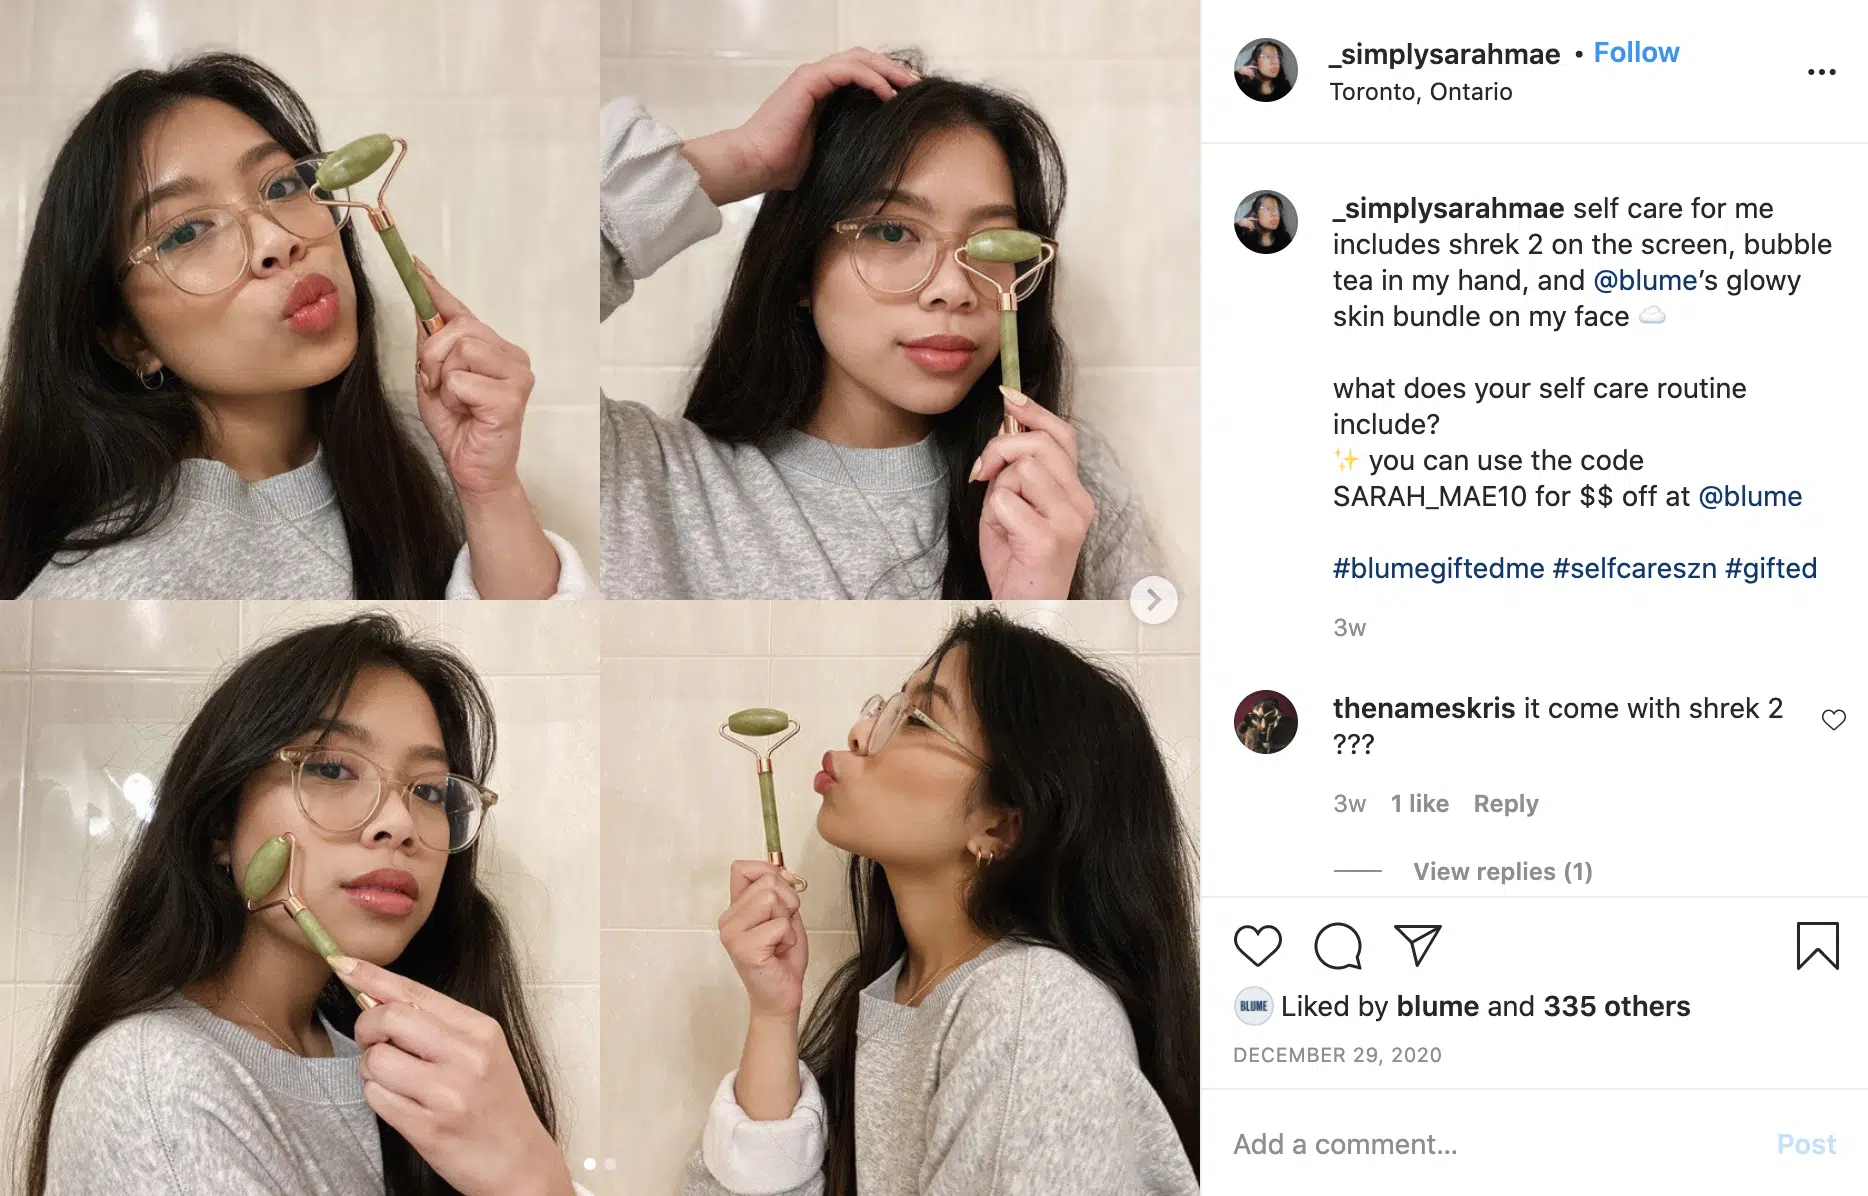 _simplysarahmae • Follow
Toronto, Ontario
_simplysarahmae self care for me
includes shrek 2 on the screen, bubble
tea in my hand, and @blume's glowy
skin bundle on my face ☁️
what does your self care routine
include?
✨ you can use the code
SARAH_MAE10 for $$ off at @blume
#blumegiftedme #selfcareszn #gifted
3w
thenameskris it come with shrek 2
???
3w 1 like Reply
View replies (1)
BLUME Liked by blume and 335 others
DECEMBER 29, 2020
Add a comment... Post